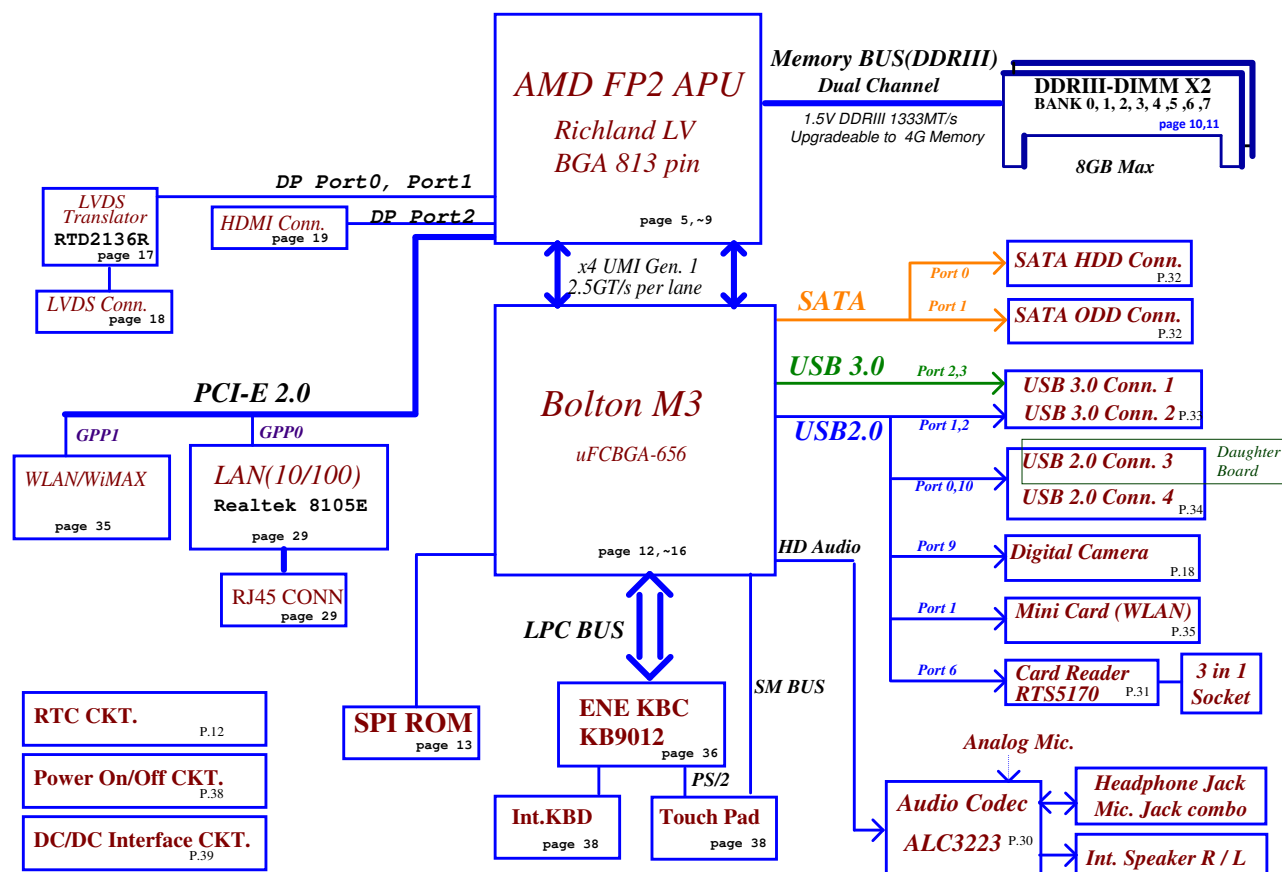 AMD FP2 APU
Richland LV
BGA 813 pin
page 5,~9
Memory BUS(DDRIII)
Dual Channel
1.5V DDRIII 1333MT/s
Upgradeable to 4G Memory
DDRIII-DIMM X2
BANK 0, 1, 2, 3, 4 ,5 ,6 ,7
page 10,11
8GB Max
DP Port0, Port1
DP Port2
LVDS
Translator
RTD2136R
page 17
HDMI Conn.
page 19
LVDS Conn.
page 18
x4 UMI Gen. 1
2.5GT/s per lane
PCI-E 2.0
GPP1
GPP0
WLAN/WiMAX
page 35
LAN(10/100)
Realtek 8105E
page 29
RJ45 CONN
page 29
Bolton M3
uFCBGA-656
page 12,~16
SATA
Port 0
Port 1
SATA HDD Conn.
P.32
SATA ODD Conn.
P.32
USB 3.0
Port 2,3
USB2.0
Port 1,2
USB 3.0 Conn. 1
USB 3.0 Conn. 2
P.33
Port 0,10
USB 2.0 Conn. 3
USB 2.0 Conn. 4
P.34
Daughter
Board
Port 9
Digital Camera
P.18
Port 1
Mini Card (WLAN)
P.35
Port 6
Card Reader
RTS5170
P.31
3 in 1
Socket
HD Audio
LPC BUS
SM BUS
SPI ROM
page 13
ENE KBC
KB9012
page 36
PS/2
Int.KBD
page 38
Touch Pad
page 38
RTC CKT.
P.12
Power On/Off CKT.
P.38
DC/DC Interface CKT.
P.39
Analog Mic.
Audio Codec
ALC3223
P.30
Headphone Jack
Mic. Jack combo
Int. Speaker R / L